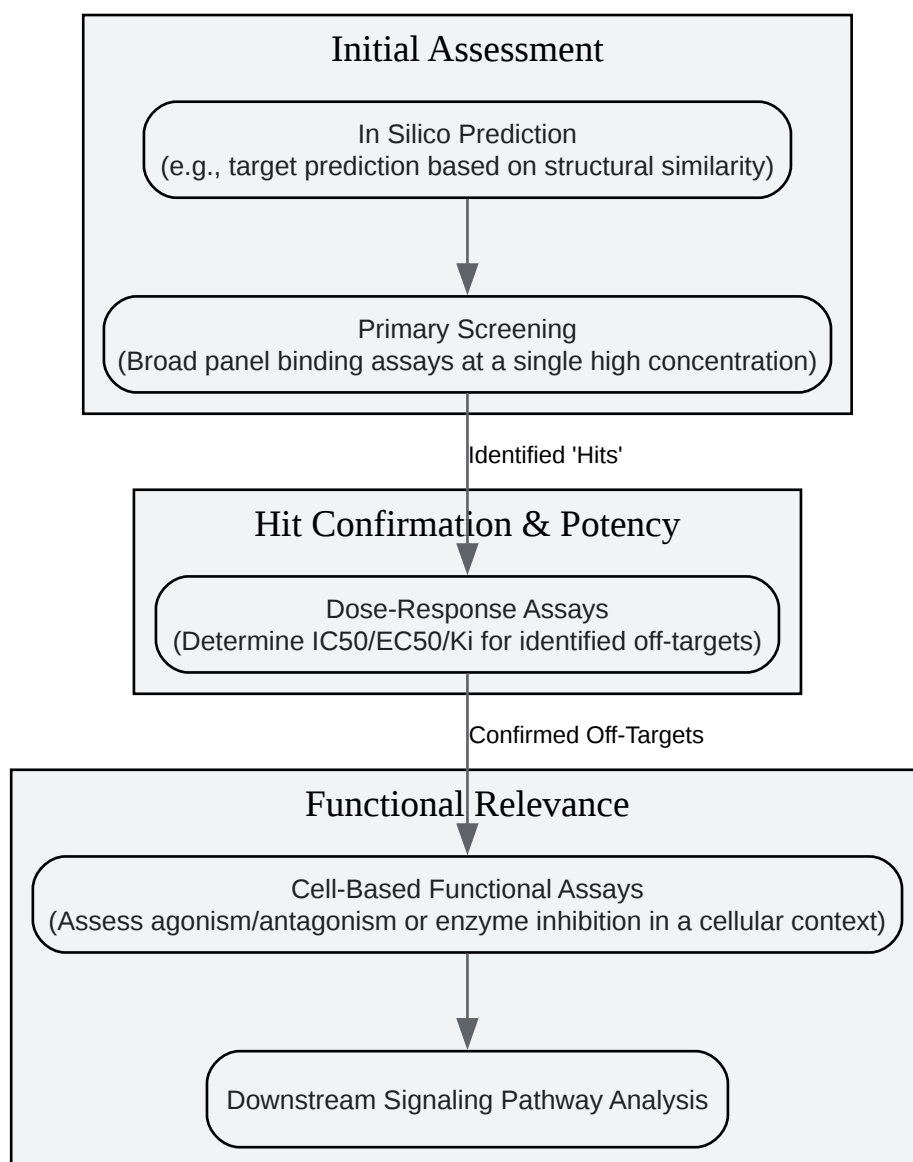 Initial Assessment
In Silico Prediction
(e.g., target prediction based on structural similarity)
Primary Screening
(Broad panel binding assays at a single high concentration)
Identified 'Hits'
Hit Confirmation & Potency
Dose-Response Assays
(Determine IC50/EC50/Ki for identified off-targets)
Confirmed Off-Targets
Functional Relevance
Cell-Based Functional Assays
(Assess agonism/antagonism or enzyme inhibition in a cellular context)
Downstream Signaling Pathway Analysis